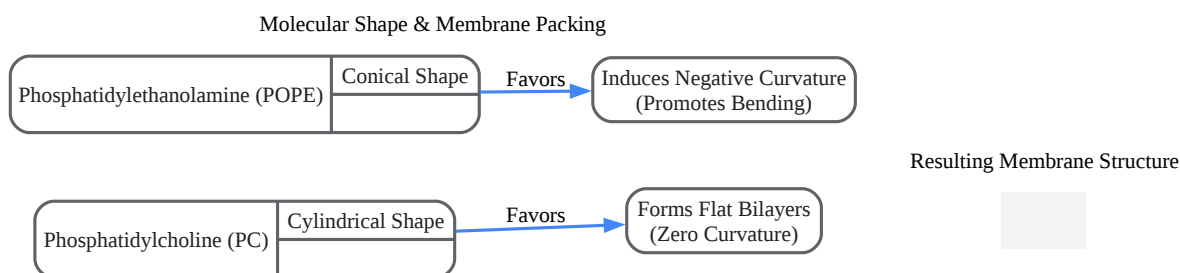 Molecular Shape & Membrane Packing
Phosphatidylethanolamine (POPE)
Conical Shape
Favors
Induces Negative Curvature
(Promotes Bending)
Resulting Membrane Structure
Phosphatidylcholine (PC)
Cylindrical Shape
Favors
Forms Flat Bilayers
(Zero Curvature)